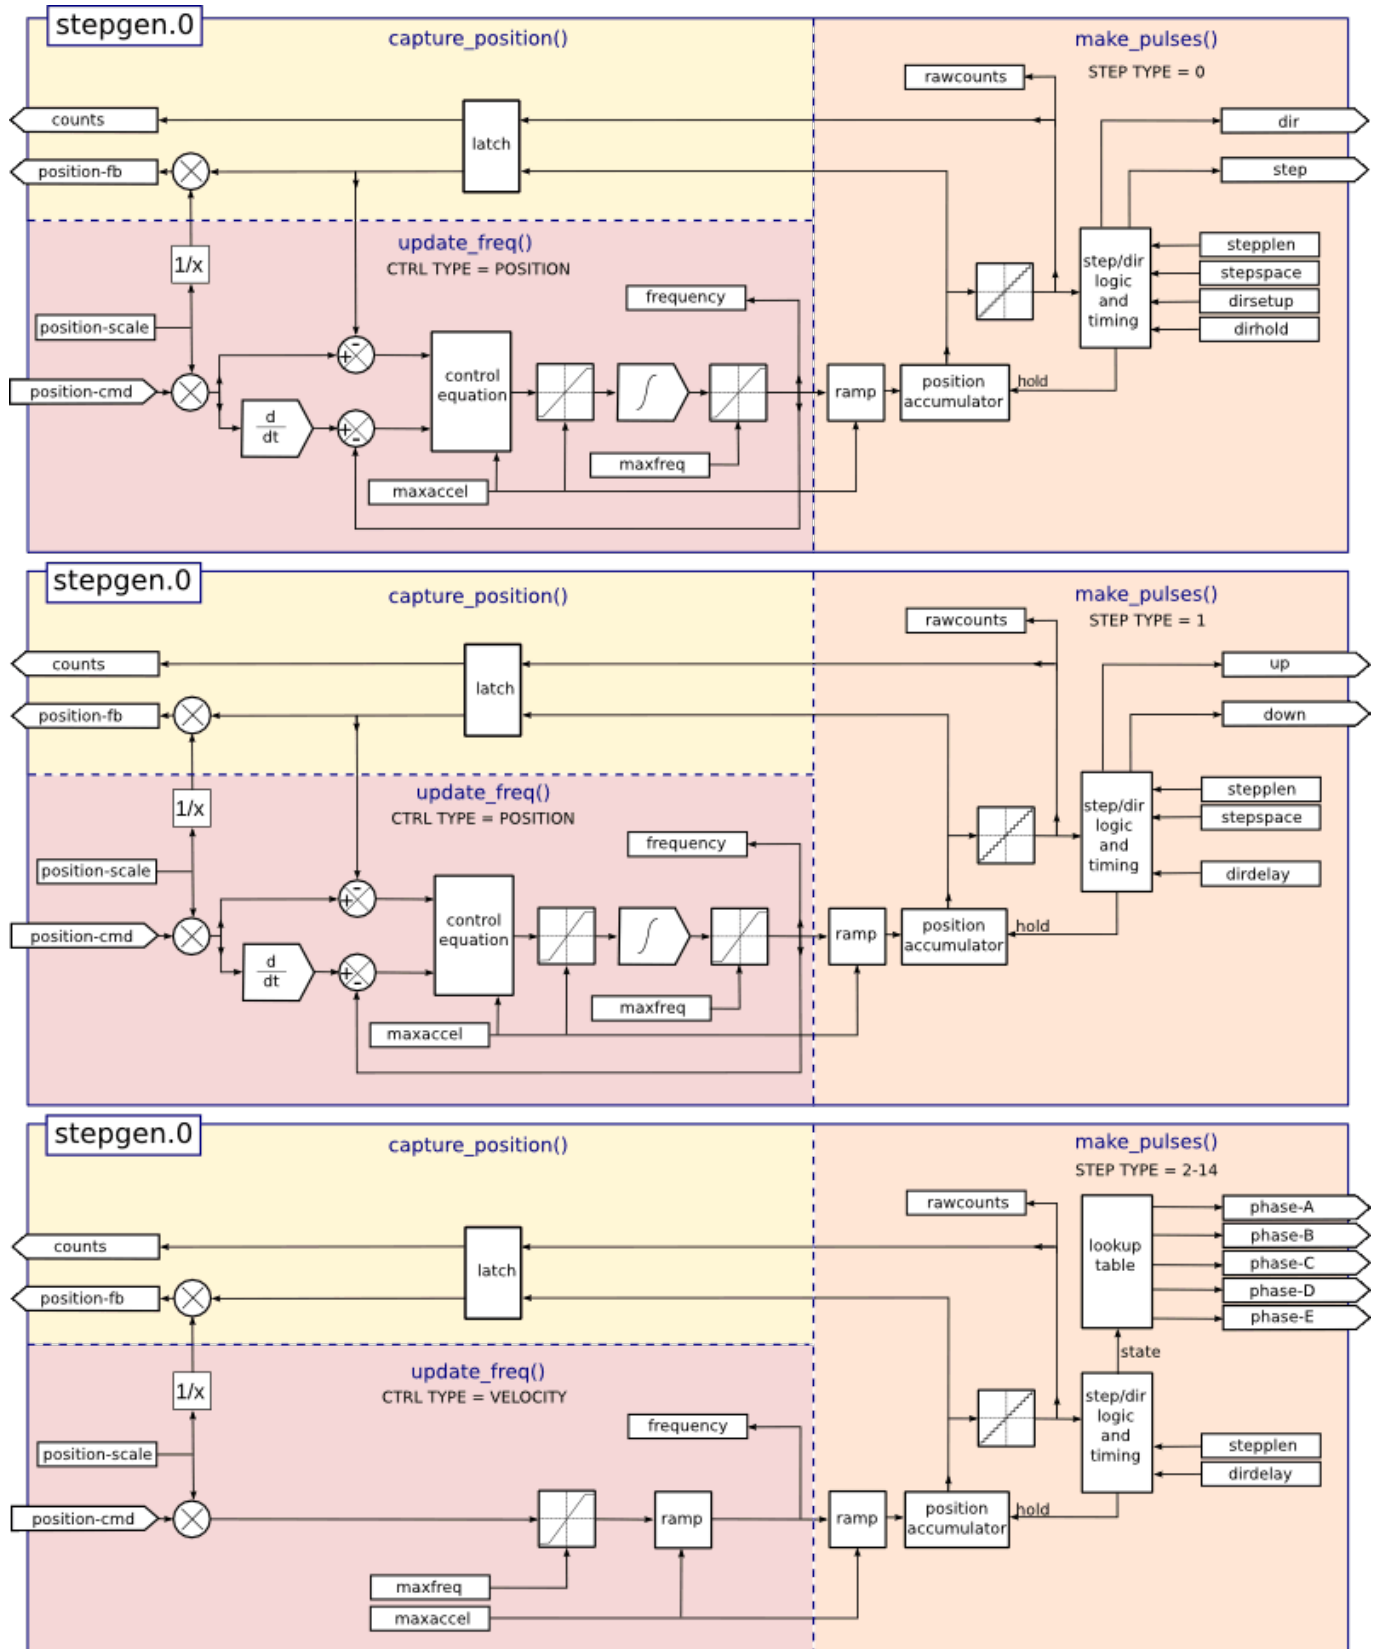 stepgen.0
capture_position()
make_pulses()
STEP TYPE = 0
rawcounts
counts
latch
dir
position-fb
step
update_freq()
CTRL TYPE = POSITION
1/x
frequency
position-scale
position-cmd
d
dt
control
equation
maxfreq
maxaccel
ramp
position
accumulator
hold
step/dir
logic
and
timing
stepplen
stepspace
dirsetup
dirhold
stepgen.0
capture_position()
make_pulses()
STEP TYPE = 1
rawcounts
counts
latch
up
position-fb
down
update_freq()
CTRL TYPE = POSITION
1/x
frequency
position-scale
position-cmd
d
dt
control
equation
maxfreq
maxaccel
ramp
position
accumulator
hold
step/dir
logic
and
timing
stepplen
stepspace
dirdelay
stepgen.0
capture_position()
make_pulses()
STEP TYPE = 2-14
rawcounts
counts
latch
position-fb
lookup
table
phase-A
phase-B
phase-C
phase-D
phase-E
state
update_freq()
CTRL TYPE = VELOCITY
1/x
frequency
position-scale
position-cmd
ramp
maxfreq
maxaccel
ramp
position
accumulator
hold
step/dir
logic
and
timing
stepplen
dirdelay